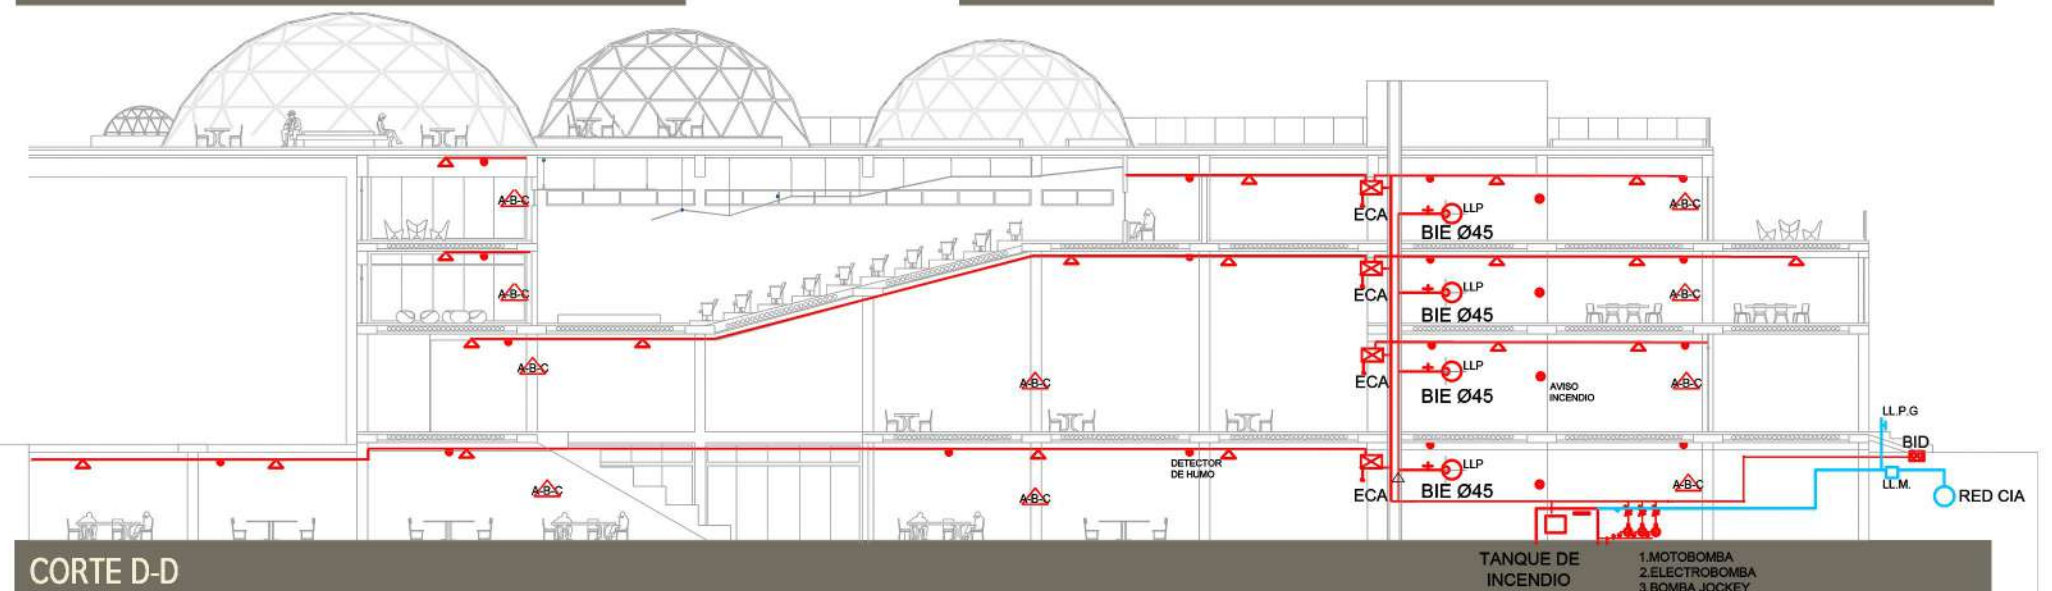 A-B-C
A-B-C
ECA
LLP
BIE Ø45
A-B-C
A-B-C
ECA
LLP
BIE Ø45
A-B-C
A-B-C
ECA
LLP
BIE Ø45
AVISO
INCENDIO
A-B-C
LL.P.G
BID
DETECTOR
DE HUMO
A-B-C
A-B-C
ECA
LLP
BIE Ø45
A-B-C
LL.M.
RED CIA
CORTE D-D
TANQUE DE
INCENDIO
1.MOTOBOMBA
2.ELECTROBOMBA
3.BOMBA JOCKEY
A-B-C